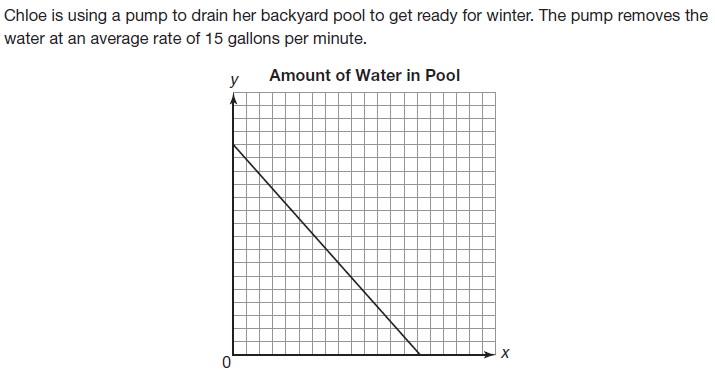 Chloe is using a pump to drain her backyard pool to get ready for winter. The pump removes the
water at an average rate of 15 gallons per minute.
Amount of Water in Pool
y
0
x